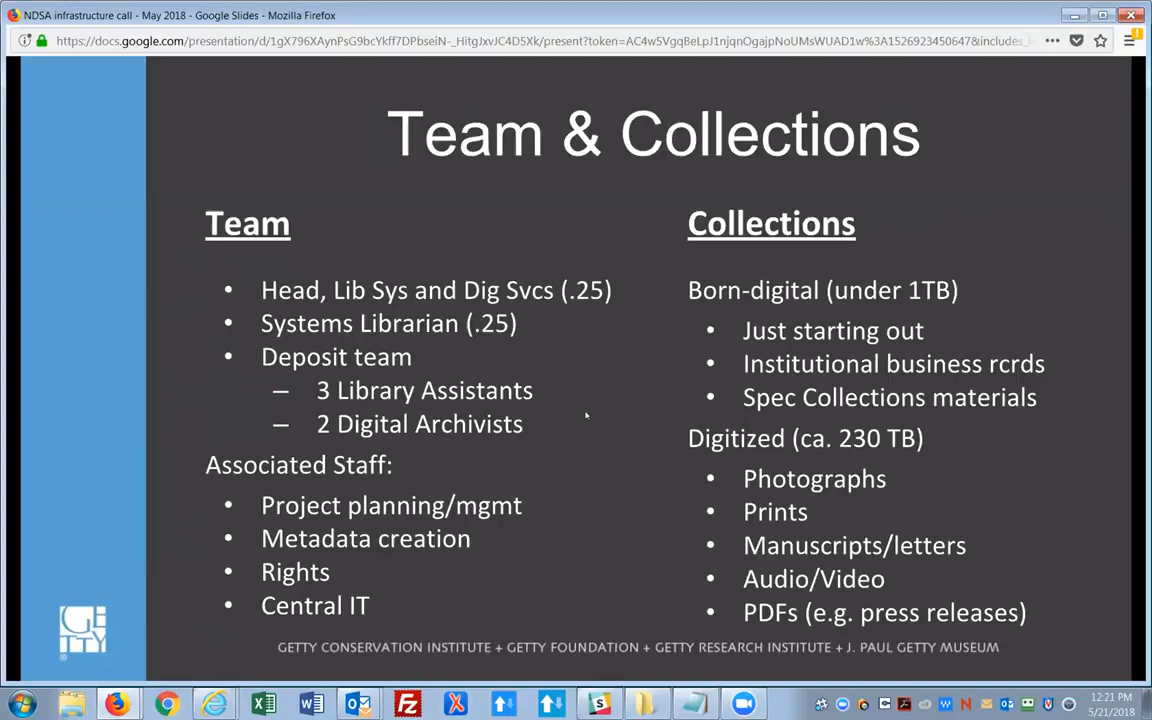 NDSA infrastructure call - May 2018 - Google Slides - Mozilla Firefox
Team & Collections
Team
Head, Lib Sys and Dig Svcs (.25)
Systems Librarian (.25)
Deposit team
– 3 Library Assistants
– 2 Digital Archivists
Associated Staff:
Project planning/mgmt
Metadata creation
Rights
Central IT
Collections
Born-digital (under 1TB)
Just starting out
Institutional business rcrds
Spec Collections materials
Digitized (ca. 230 TB)
Photographs
Prints
Manuscripts/letters
Audio/Video
PDFs (e.g. press releases)
Getty
GETTY CONSERVATION INSTITUTE + GETTY FOUNDATION + GETTY RESEARCH INSTITUTE + J. PAUL GETTY MUSEUM
12:21 PM
5/21/2018